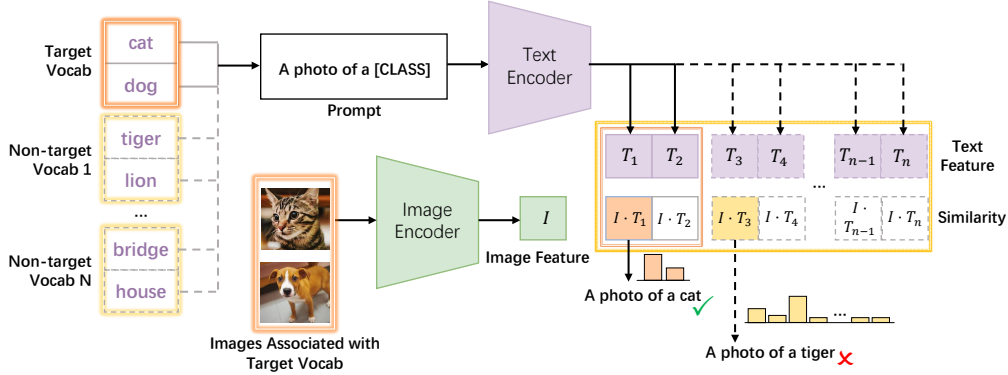 Target
Vocab
cat
dog
Non-target
Vocab 1
tiger
lion
...
Non-target
Vocab N
bridge
house
A photo of a [CLASS]
Prompt
Text
Encoder
Images Associated with
Target Vocab
Image
Encoder
I
Image Feature
T₁ T₂ T₃ T₄ ... Tₙ₋₁ Tₙ
Text
Feature
I · T₁ I · T₂ I · T₃ I · T₄ I · Tₙ₋₁ I · Tₙ
Similarity
A photo of a cat
...
A photo of a tiger